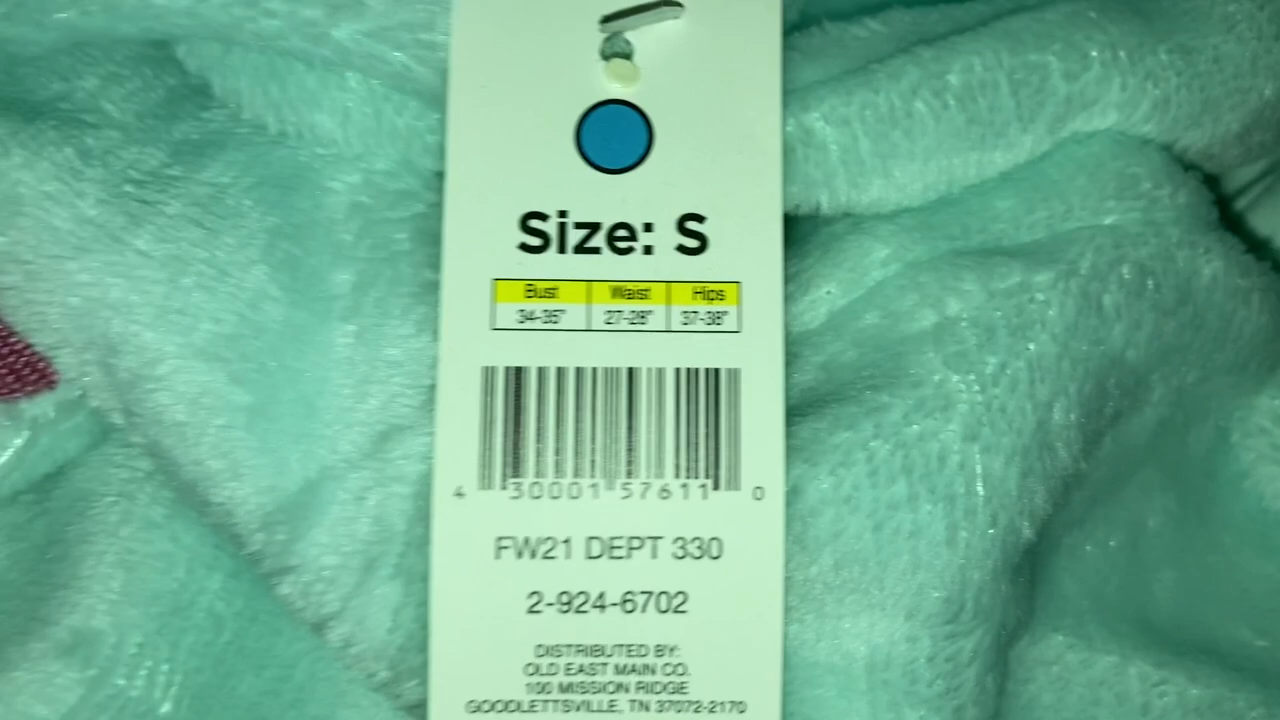 Size: S
Bust Waist Hips
34-35" 27-28" 37-38"
4 30001 57611 0
FW21 DEPT 330
2-924-6702
DISTRIBUTED BY:
OLD EAST MAIN CO.
100 MISSION RIDGE
GOODLETTSVILLE, TN 37072-2170